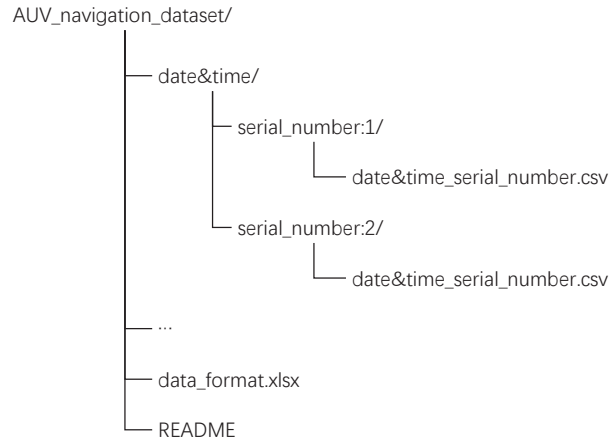 AUV_navigation_dataset/
date&time/
serial_number:1/
date&time_serial_number.csv
serial_number:2/
date&time_serial_number.csv
...
data_format.xlsx
README